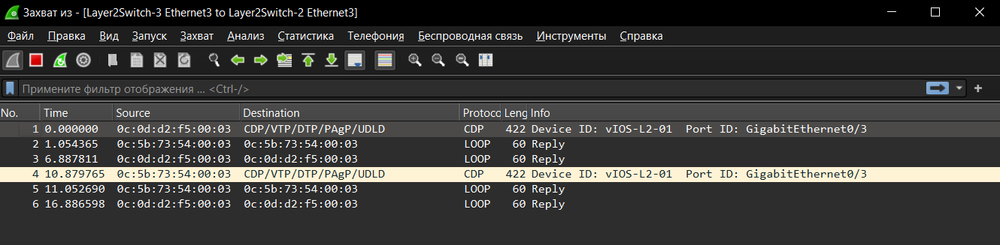 Захват из - [Layer2Switch-3 Ethernet3 to Layer2Switch-2 Ethernet3]
Файл Правка Вид Запуск Захват Анализ Статистика Телефония Беспроводная связь Инструменты Справка
Примените фильтр отображения ... <Ctrl-/>
No. Time Source Destination Protoco Leng Info
1 0.000000 0c:0d:d2:f5:00:03 CDP/VTP/DTP/PAgP/UDLD CDP 422 Device ID: vIOS-L2-01 Port ID: GigabitEthernet0/3
2 1.054365 0c:5b:73:54:00:03 0c:5b:73:54:00:03 LOOP 60 Reply
3 6.887811 0c:0d:d2:f5:00:03 0c:0d:d2:f5:00:03 LOOP 60 Reply
4 10.879765 0c:5b:73:54:00:03 CDP/VTP/DTP/PAgP/UDLD CDP 422 Device ID: vIOS-L2-01 Port ID: GigabitEthernet0/3
5 11.052690 0c:5b:73:54:00:03 0c:5b:73:54:00:03 LOOP 60 Reply
6 16.886598 0c:0d:d2:f5:00:03 0c:0d:d2:f5:00:03 LOOP 60 Reply